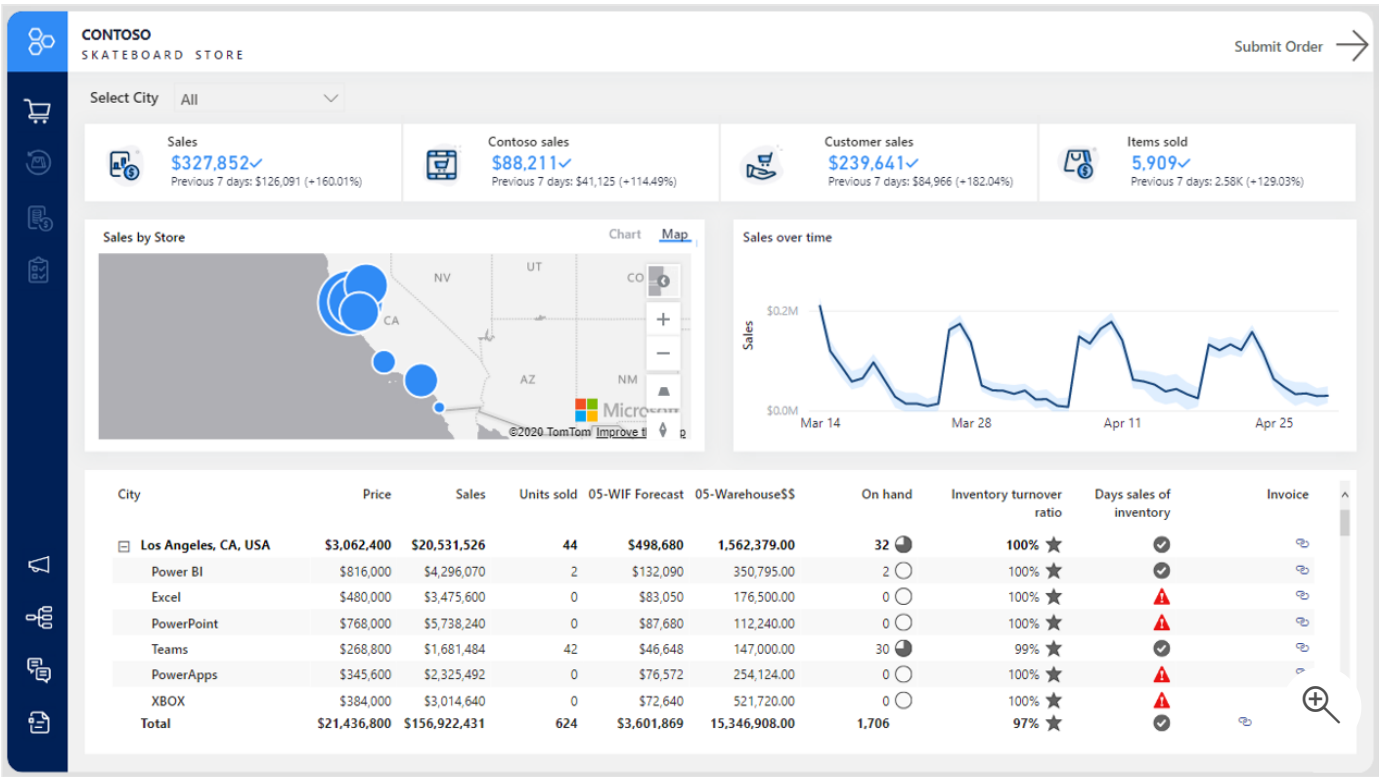 CONTOSO
SKATEBOARD STORE
Submit Order
Select City All
Sales
$327,852
Previous 7 days: $126,091 (+160.01%)
Contoso sales
$88,211
Previous 7 days: $41,125 (+114.49%)
Customer sales
$239,641
Previous 7 days: $84,966 (+182.04%)
Items sold
5,909
Previous 7 days: 2.58K (+129.03%)
Sales by Store
Chart Map
NV UT CO
CA
AZ NM
Microsoft
©2020 TomTom Improve t
Sales over time
Sales
$0.2M
$0.0M
Mar 14 Mar 28 Apr 11 Apr 25
City Price Sales Units sold 05-WIF Forecast 05-Warehouse$$ On hand Inventory turnover ratio Days sales of inventory Invoice
Los Angeles, CA, USA $3,062,400 $20,531,526 44 $498,680 1,562,379.00 32 100%
Power BI $816,000 $4,296,070 2 $132,090 350,795.00 2 100%
Excel $480,000 $3,475,600 0 $83,050 176,500.00 0 100%
PowerPoint $768,000 $5,738,240 0 $87,680 112,240.00 0 100%
Teams $268,800 $1,681,484 42 $46,648 147,000.00 30 99%
PowerApps $345,600 $2,325,492 0 $76,572 254,124.00 0 100%
XBOX $384,000 $3,014,640 0 $72,640 521,720.00 0 100%
Total $21,436,800 $156,922,431 624 $3,601,869 15,346,908.00 1,706 97%